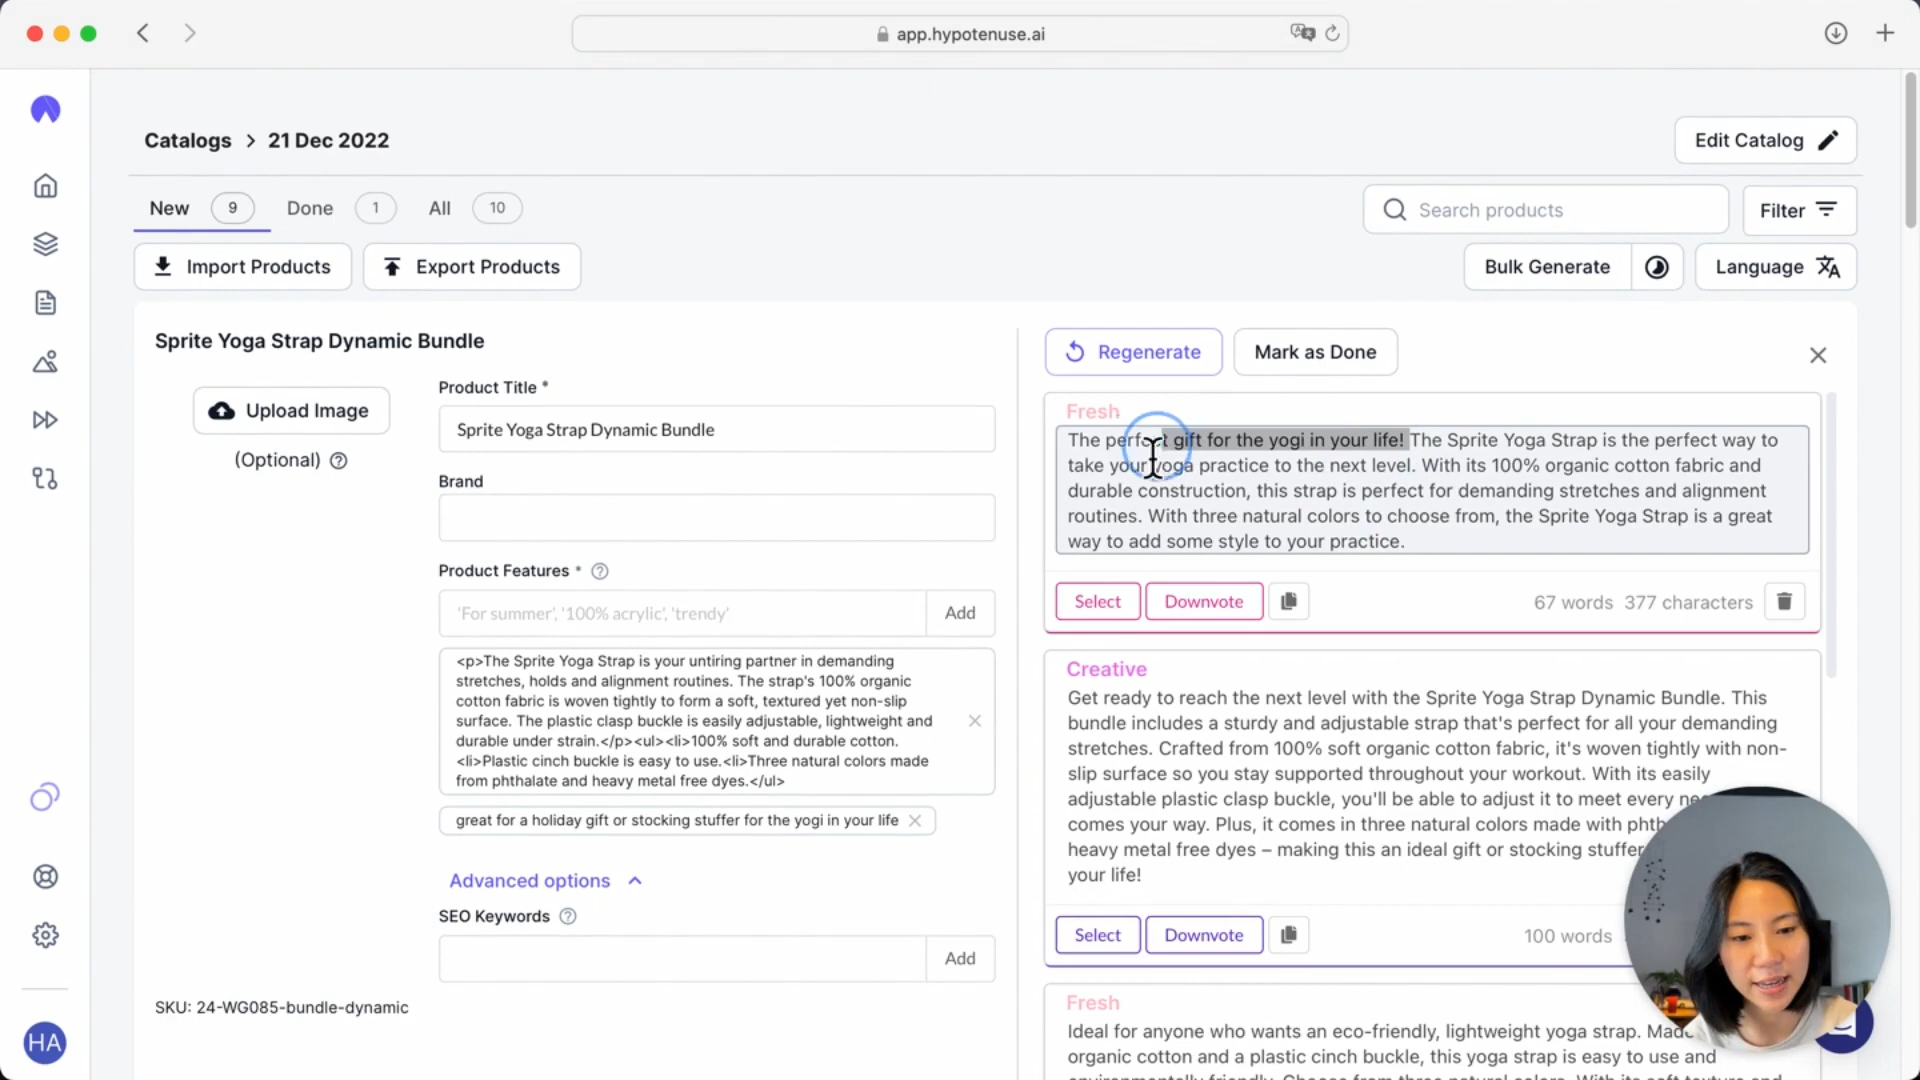 app.hypotenuse.ai
Catalogs > 21 Dec 2022
Edit Catalog
New 9 Done 1 All 10
Search products
Filter
Import Products
Export Products
Bulk Generate
Language
Sprite Yoga Strap Dynamic Bundle
Upload Image
(Optional)
Product Title *
Sprite Yoga Strap Dynamic Bundle
Brand
Product Features *
'For summer', '100% acrylic', 'trendy'
Add
<p>The Sprite Yoga Strap is your untiring partner in demanding
stretches, holds and alignment routines. The strap's 100% organic
cotton fabric is woven tightly to form a soft, textured yet non-slip
surface. The plastic clasp buckle is easily adjustable, lightweight and
durable under strain.</p><ul><li>100% soft and durable cotton.
<li>Plastic cinch buckle is easy to use.<li>Three natural colors made
from phthalate and heavy metal free dyes.</ul>
great for a holiday gift or stocking stuffer for the yogi in your life
Advanced options
SEO Keywords
Add
SKU: 24-WG085-bundle-dynamic
HA
Regenerate
Mark as Done
Fresh
The perfect gift for the yogi in your life! The Sprite Yoga Strap is the perfect way to
take your yoga practice to the next level. With its 100% organic cotton fabric and
durable construction, this strap is perfect for demanding stretches and alignment
routines. With three natural colors to choose from, the Sprite Yoga Strap is a great
way to add some style to your practice.
Select
Downvote
67 words 377 characters
Creative
Get ready to reach the next level with the Sprite Yoga Strap Dynamic Bundle. This
bundle includes a sturdy and adjustable strap that's perfect for all your demanding
stretches. Crafted from 100% soft organic cotton fabric, it's woven tightly with non-
slip surface so you stay supported throughout your workout. With its easily
adjustable plastic clasp buckle, you'll be able to adjust it to meet every
comes your way. Plus, it comes in three natural colors made with
heavy metal free dyes – making this an ideal gift or stocking stuffer
your life!
Select
Downvote
100 words
Fresh
Ideal for anyone who wants an eco-friendly, lightweight yoga strap.
organic cotton and a plastic cinch buckle, this yoga strap is easy to use and